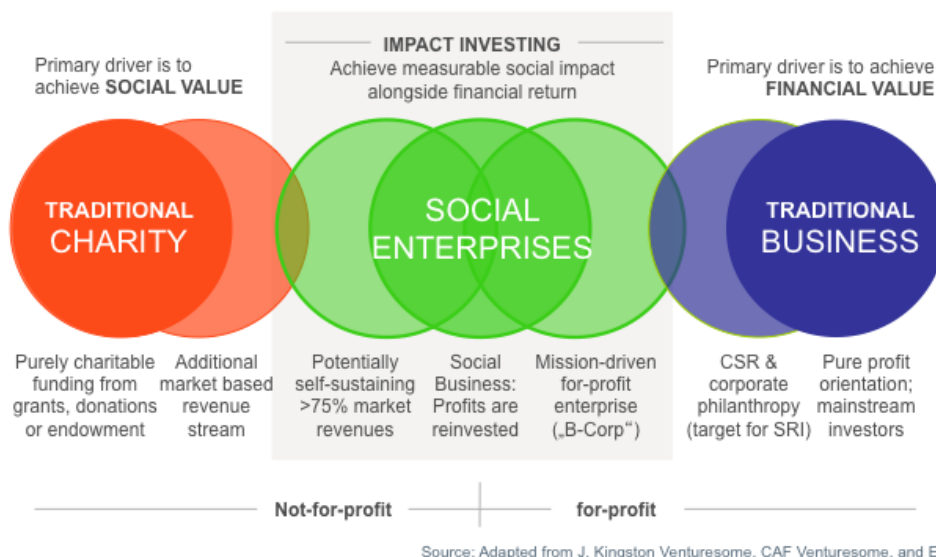 IMPACT INVESTING
Achieve measurable social impact
alongside financial return
Primary driver is to
achieve SOCIAL VALUE
Primary driver is to achieve
FINANCIAL VALUE
TRADITIONAL
CHARITY
SOCIAL
ENTERPRISES
TRADITIONAL
BUSINESS
Purely charitable
funding from
grants, donations
or endowment
Additional
market based
revenue
stream
Potentially
self-sustaining
>75% market
revenues
Social
Business:
Profits are
reinvested
Mission-driven
for-profit
enterprise
(„B-Corp“)
CSR &
corporate
philanthropy
(target for SRI)
Pure profit
orientation;
mainstream
investors
Not-for-profit
for-profit
Source: Adapted from J. Kingston Venturesome, CAF Venturesome, and